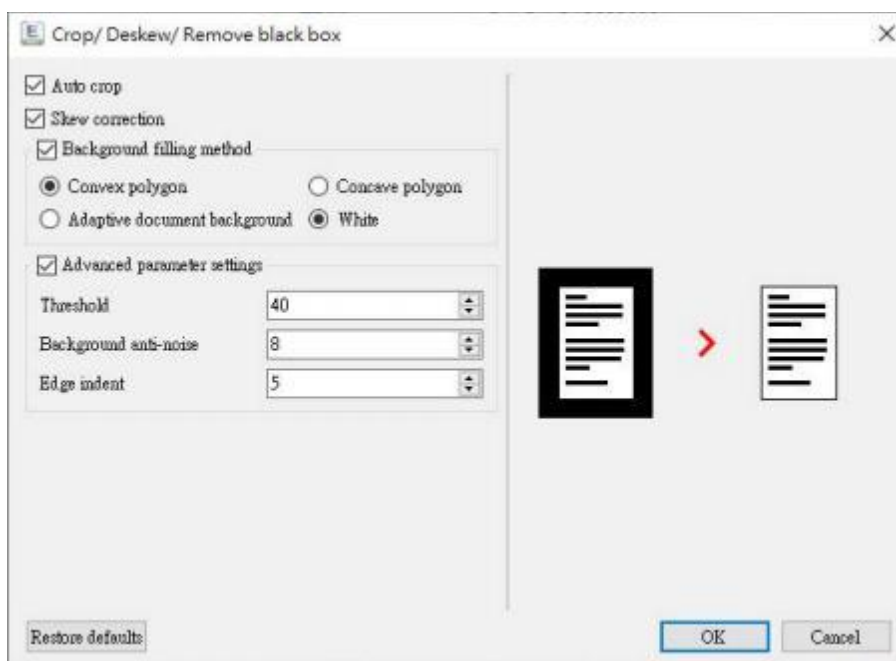 Crop/ Deskew/ Remove black box
Auto crop
Skew correction
Background filling method
Convex polygon Concave polygon
Adaptive document background White
Advanced parameter settings
Threshold 40
Background anti-noise 8
Edge indent 5
Restore defaults OK Cancel